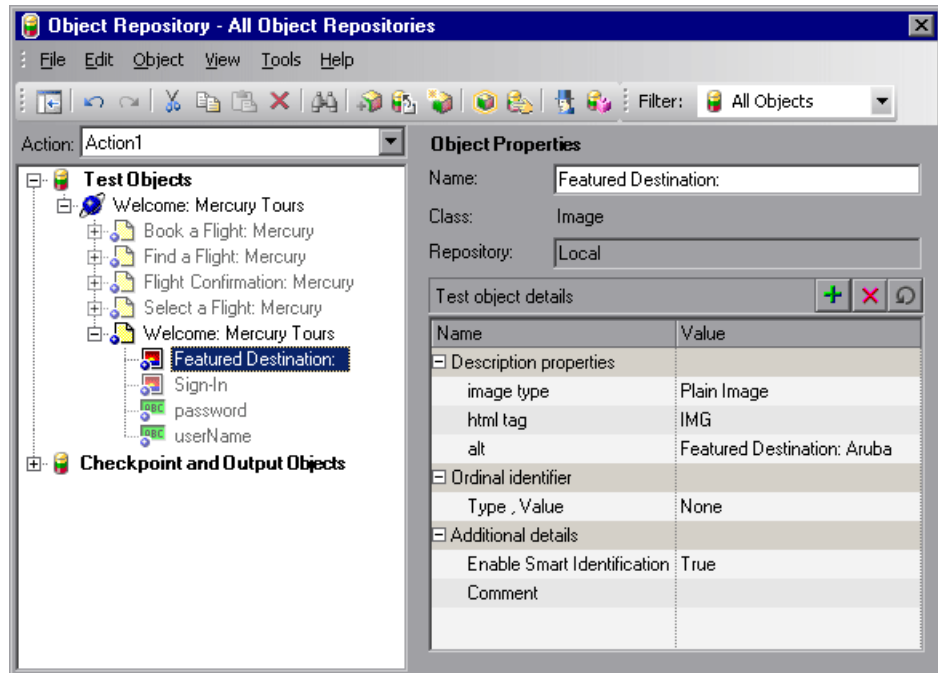 Object Repository - All Object Repositories
File Edit Object View Tools Help
Filter: All Objects
Action: Action1
Test Objects
Welcome: Mercury Tours
Book a Flight: Mercury
Find a Flight: Mercury
Flight Confirmation: Mercury
Select a Flight: Mercury
Welcome: Mercury Tours
Featured Destination:
Sign-In
password
userName
Checkpoint and Output Objects
Object Properties
Name: Featured Destination:
Class: Image
Repository: Local
Test object details
Name Value
Description properties
image type Plain Image
html tag IMG
alt Featured Destination: Aruba
Ordinal identifier
Type , Value None
Additional details
Enable Smart Identification True
Comment